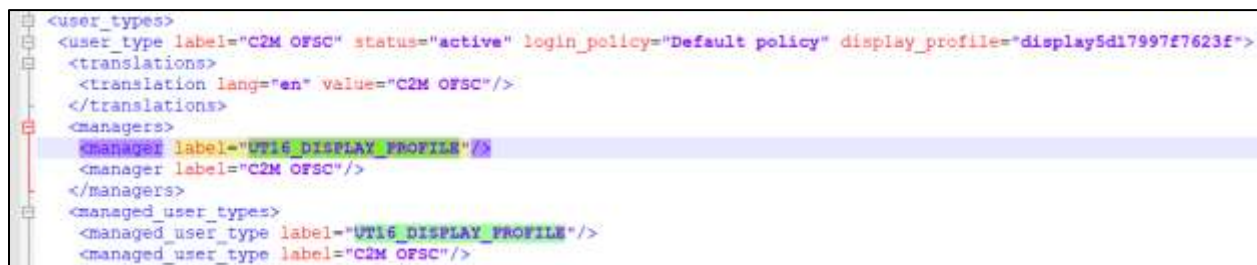 <user_types>
<user_type label="C2M OFSC" status="active" login_policy="Default policy" display_profile="display5d17997f7623f">
<translations>
<translation lang="en" value="C2M OFSC"/>
</translations>
<managers>
<manager label="UT16_DISPLAY_PROFILE"/>
<manager label="C2M OFSC"/>
</managers>
<managed_user_types>
<managed_user_type label="UT16_DISPLAY_PROFILE"/>
<managed_user_type label="C2M OFSC"/>